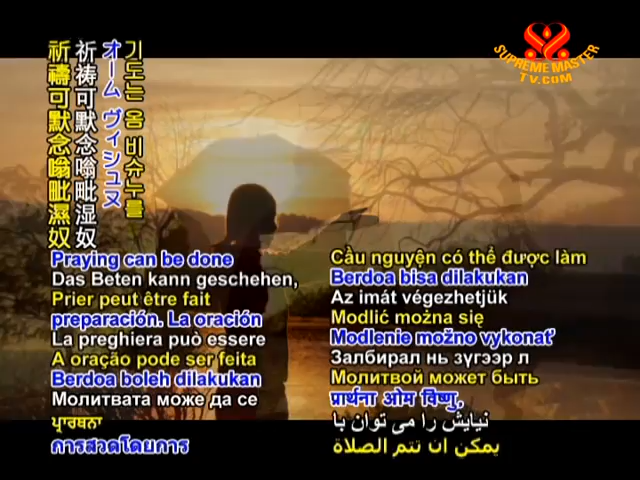 SUPREME MASTER
TV.COM
기도는 옴 비슈누를
オーム ヴィシュヌ
祈祷可默念嗡毗湿奴
祈禱可默念嗡毗濕奴
Praying can be done
Das Beten kann geschehen,
Prier peut être fait
preparación. La oración
La preghiera può essere
A oração pode ser feita
Berdoa boleh dilakukan
Молитвата може да се
ਪ੍ਰਾਰਥਨਾ
การสวดโดยการ
Cầu nguyện có thể được làm
Berdoa bisa dilakukan
Az imát végezhetjük
Modlić można się
Modlenie možno vykonať
Залбирал нь зүгээр л
Молитвой может быть
प्रार्थना ओम विष्णु,
نیایش را می توان با
يمكن ان تتم الصلاة